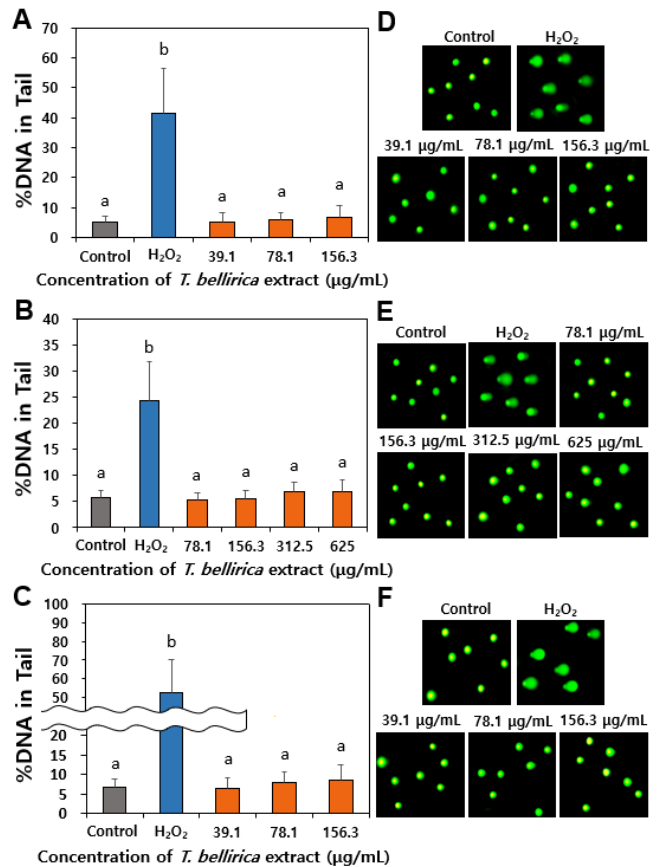 A
%DNA in Tail
70
60
50
40
30
20
10
0
a
b
a
a
a
Control
H₂O₂
39.1
78.1
156.3
Concentration of T. bellirica extract (μg/mL)
D
Control
H₂O₂
39.1 μg/mL
78.1 μg/mL
156.3 μg/mL
B
%DNA in Tail
40
35
30
25
20
15
10
5
0
a
b
a
a
a
a
Control
H₂O₂
78.1
156.3
312.5
625
Concentration of T. bellirica extract (μg/mL)
E
Control
H₂O₂
78.1 μg/mL
156.3 μg/mL
312.5 μg/mL
625 μg/mL
C
%DNA in Tail
100
90
80
70
60
50
20
15
10
5
0
a
b
a
a
a
Control
H₂O₂
39.1
78.1
156.3
Concentration of T. bellirica extract (μg/mL)
F
Control
H₂O₂
39.1 μg/mL
78.1 μg/mL
156.3 μg/mL